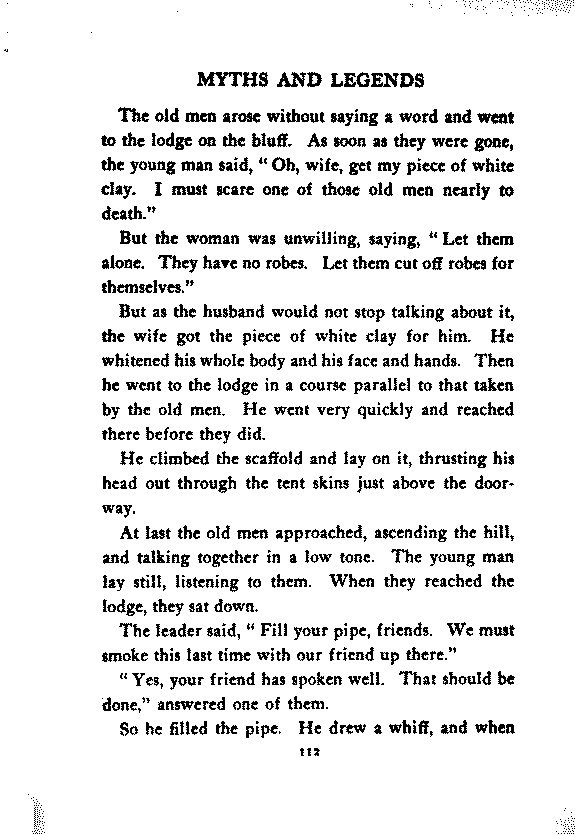 MYTHS AND LEGENDS
The old men arose without saying a word and went
to the lodge on the bluff. As soon as they were gone,
the young man said, “ Oh, wife, get my piece of white
clay. I must scare one of those old men nearly to
death.”
But the woman was unwilling, saying, “ Let them
alone. They have no robes. Let them cut off robes for
themselves.”
But as the husband would not stop talking about it,
the wife got the piece of white clay for him. He
whitened his whole body and his face and hands. Then
he went to the lodge in a course parallel to that taken
by the old men. He went very quickly and reached
there before they did.
He climbed the scaffold and lay on it, thrusting his
head out through the tent skins just above the door-
way.
At last the old men approached, ascending the hill,
and talking together in a low tone. The young man
lay still, listening to them. When they reached the
lodge, they sat down.
The leader said, “ Fill your pipe, friends. We must
smoke this last time with our friend up there.”
“ Yes, your friend has spoken well. That should be
done,” answered one of them.
So he filled the pipe. He drew a whiff, and when
112